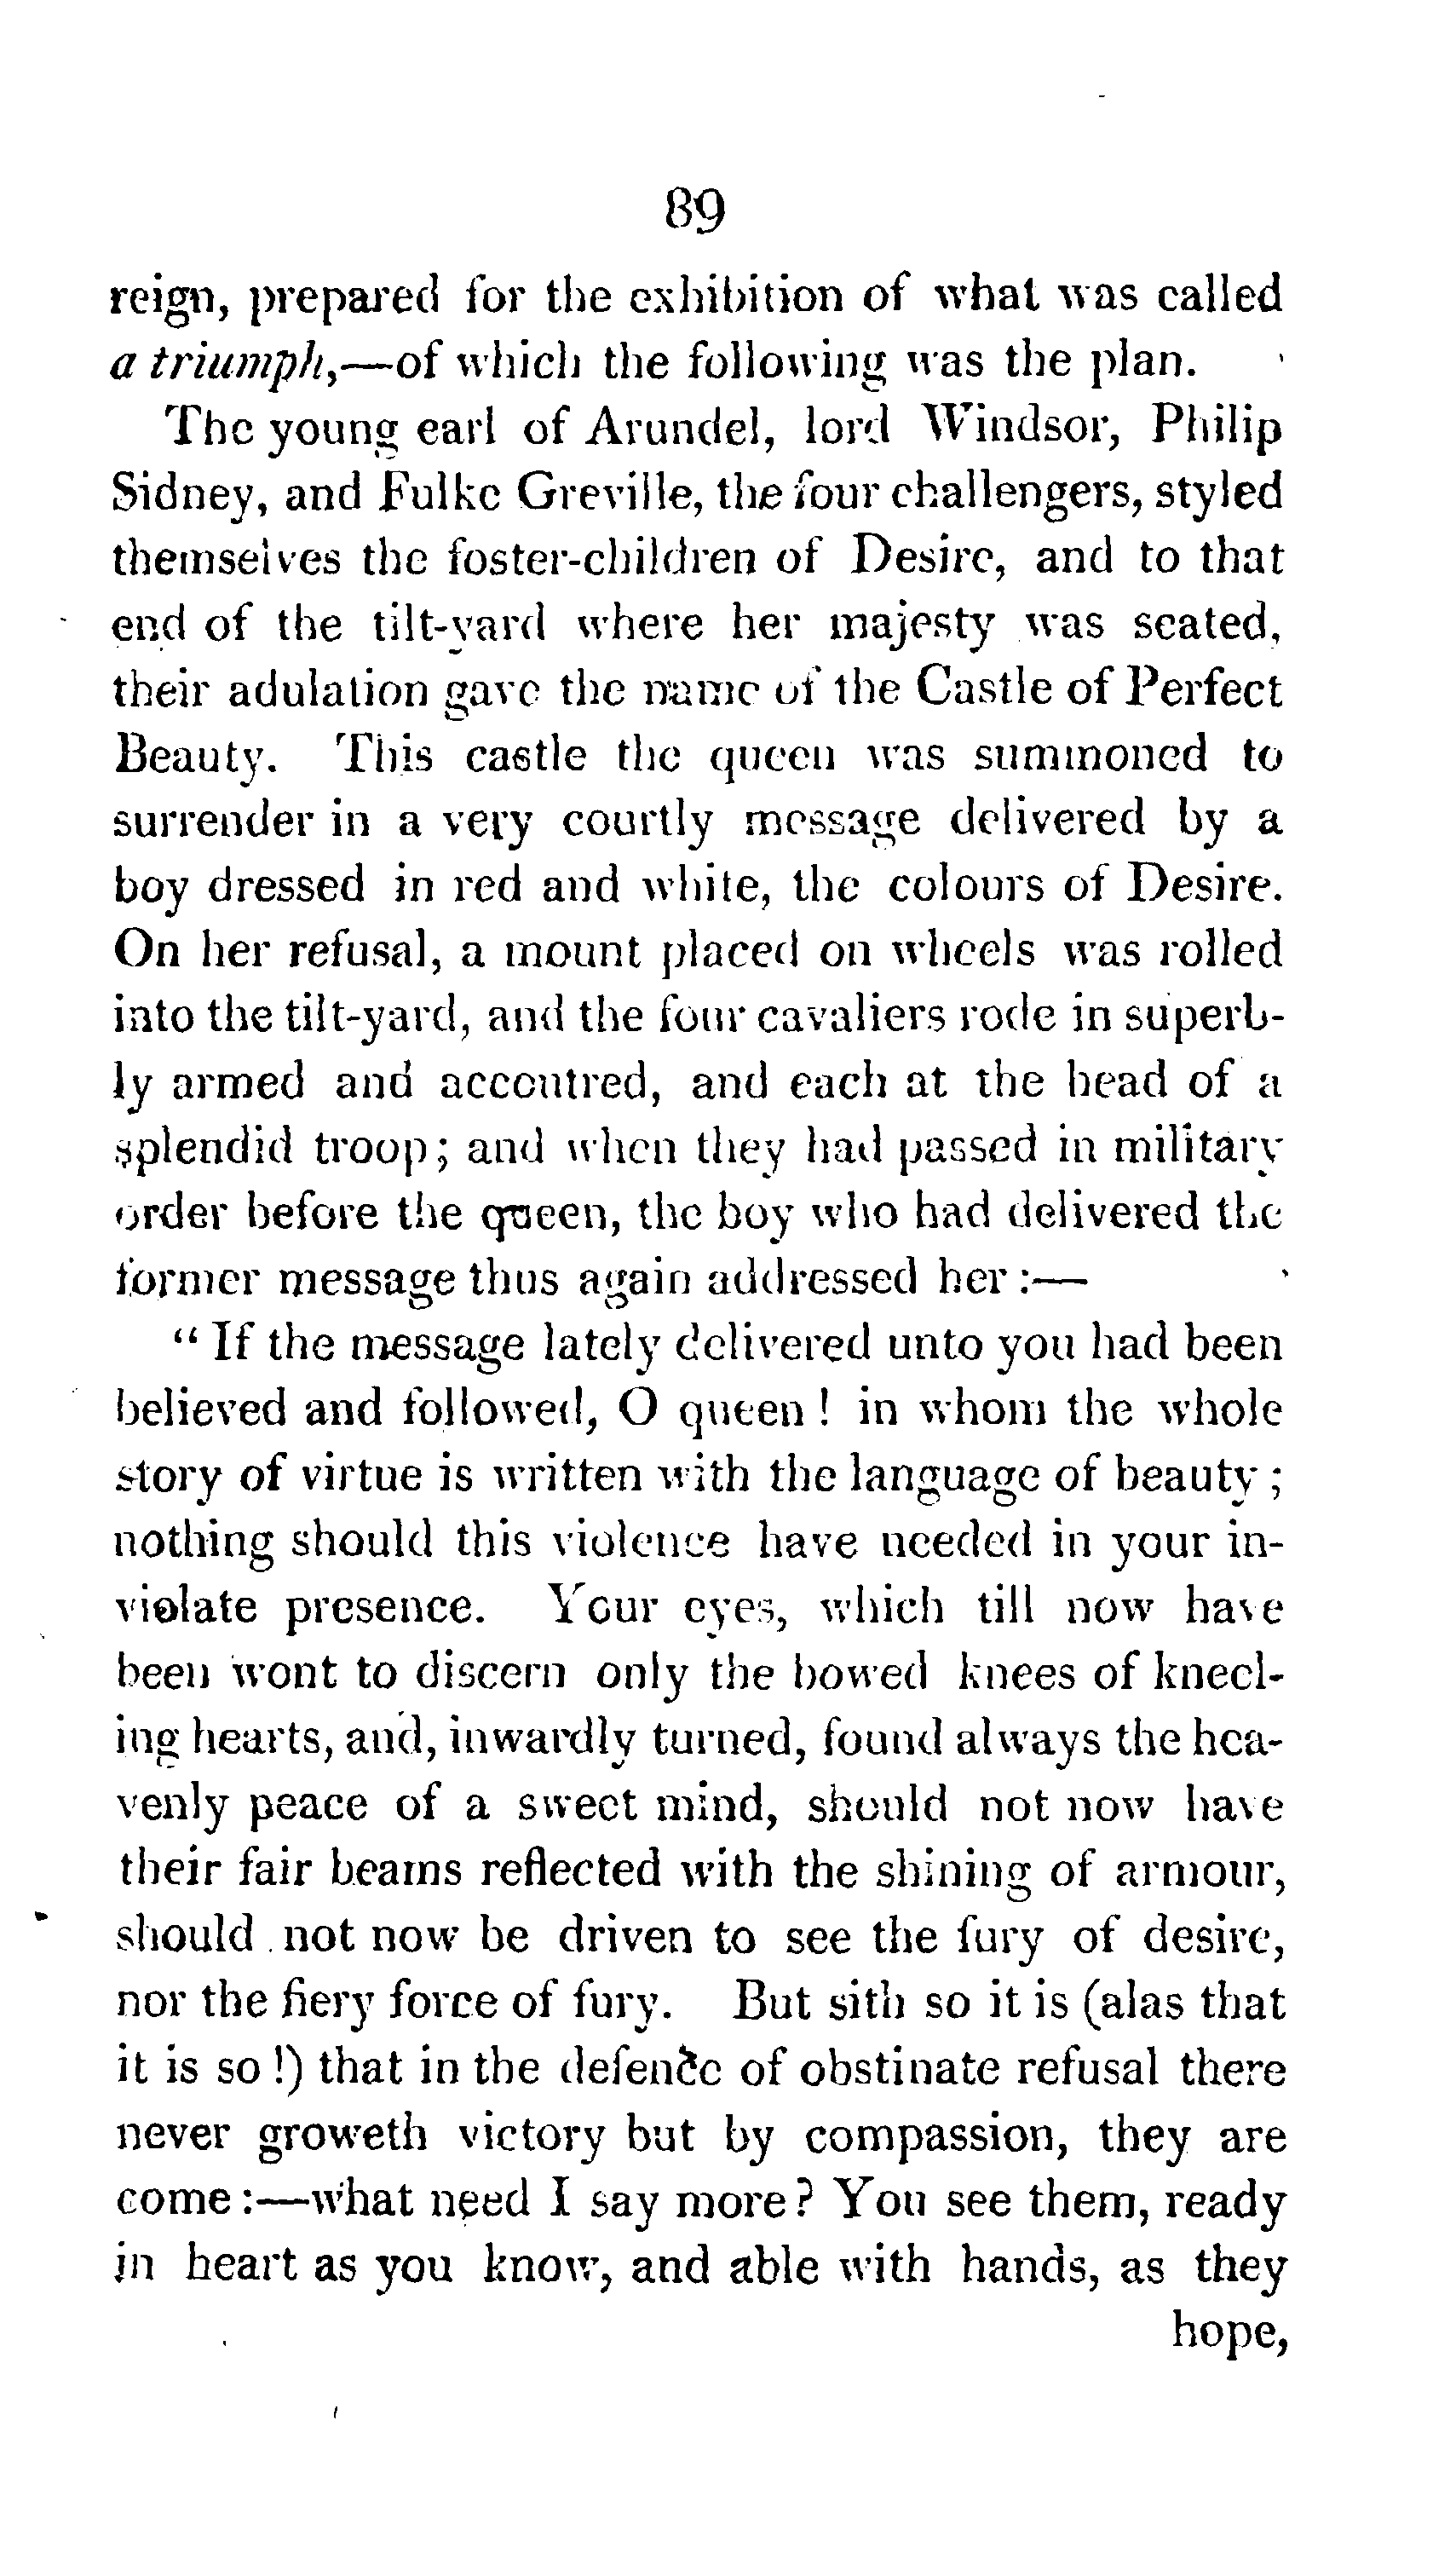 89
reign, prepared for the exhibition of what was called
a triumph,—of which the following was the plan.
The young earl of Arundel, lord Windsor, Philip
Sidney, and Fulke Greville, the four challengers, styled
themselves the foster-children of Desire, and to that
end of the tilt-yard where her majesty was seated,
their adulation gave the name of the Castle of Perfect
Beauty. This castle the queen was summoned to
surrender in a very courtly message delivered by a
boy dressed in red and white, the colours of Desire.
On her refusal, a mount placed on wheels was rolled
into the tilt-yard, and the four cavaliers rode in superb-
ly armed and accoutred, and each at the head of a
splendid troop; and when they had passed in military
order before the queen, the boy who had delivered the
former message thus again addressed her:—
“If the message lately delivered unto you had been
believed and followed, O queen! in whom the whole
story of virtue is written with the language of beauty;
nothing should this violence have needed in your in-
violate presence. Your eyes, which till now have
been wont to discern only the bowed knees of kneel-
ing hearts, and, inwardly turned, found always the hea-
venly peace of a sweet mind, should not now have
their fair beams reflected with the shining of armour,
should not now be driven to see the fury of desire,
nor the fiery force of fury. But sith so it is (alas that
it is so!) that in the defence of obstinate refusal there
never groweth victory but by compassion, they are
come:—what need I say more? You see them, ready
in heart as you know, and able with hands, as they
hope,